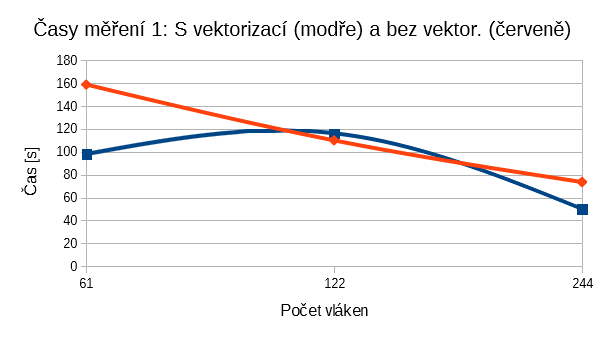 Časy měření 1: S vektorizací (modře) a bez vektor. (červeně)
180
160
140
120
100
80
60
40
20
0
Čas [s]
61 122 244
Počet vláken